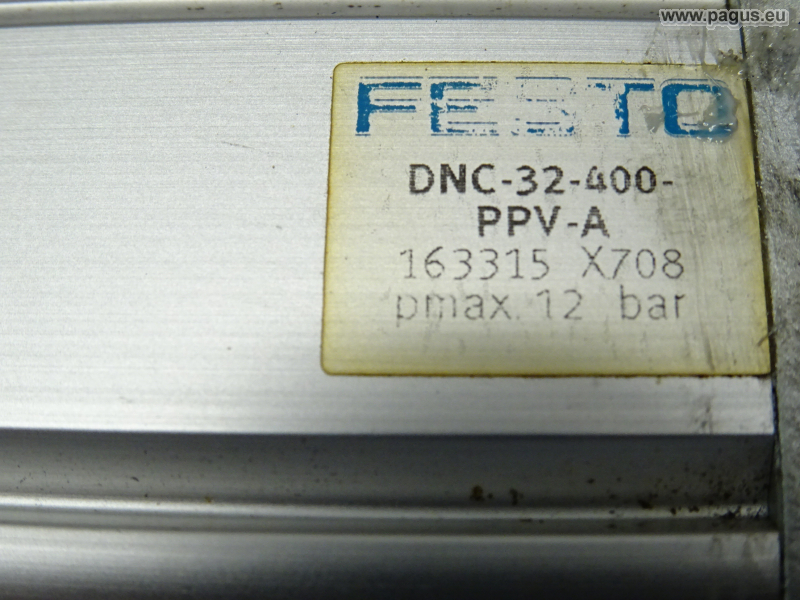 www.pagus.eu
FESTO
DNC-32-400-
PPV-A
163315 X708
pmax. 12 bar